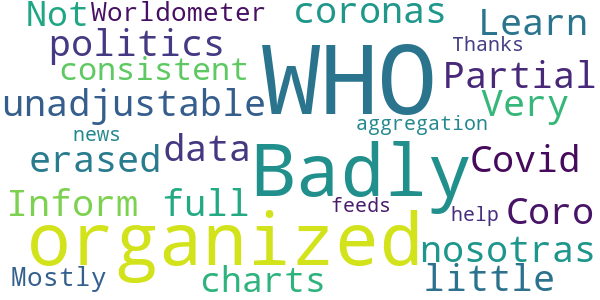 Not Worldometer coronas Learn
politics WHO Thanks
consistent Partial
unadjustable Very
news aggregation
erased data Badly Covid
Inform full feeds help Coro
organized nosotras
Mostly charts little